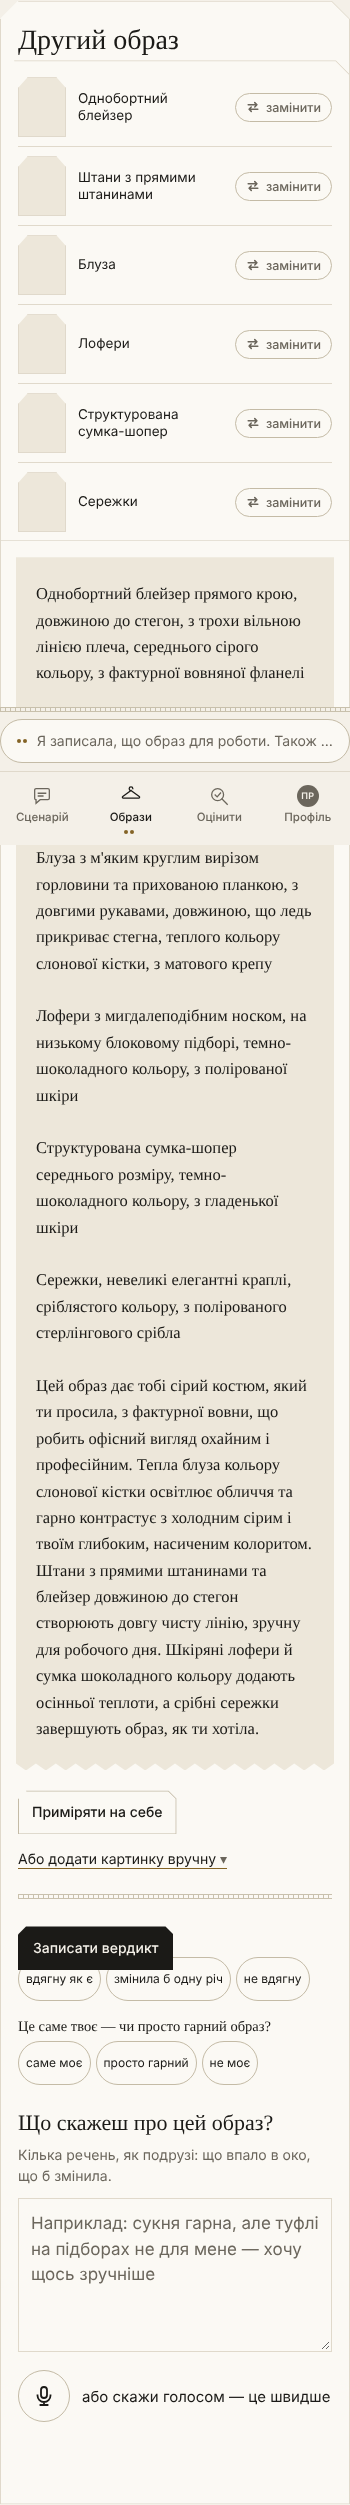 Другий образ
Однобортний
блейзер
замінити
Штани з прямими
штанинами
замінити
Блуза
замінити
Лофери
замінити
Структурована
сумка-шопер
замінити
Сережки
замінити
Однобортний блейзер прямого крою,
довжиною до стегон, з трохи вільною
лінією плеча, середнього сірого
кольору, з фактурної вовняної фланелі
Я записала, що образ для роботи. Також ...
Сценарій
Образи
Оцінити
ПР
Профіль
Блуза з м'яким круглим вирізом
горловини та прихованою планкою, з
довгими рукавами, довжиною, що ледь
прикриває стегна, теплого кольору
слонової кістки, з матового крепу
Лофери з мигдалеподібним носком, на
низькому блоковому підборі, темно-
шоколадного кольору, з полірованої
шкіри
Структурована сумка-шопер
середнього розміру, темно-
шоколадного кольору, з гладенької
шкіри
Сережки, невеликі елегантні краплі,
сріблястого кольору, з полірованого
стерлінгового срібла
Цей образ дає тобі сірий костюм, який
ти просила, з фактурної вовни, що
робить офісний вигляд охайним і
професійним. Тепла блуза кольору
слонової кістки освітлює обличчя та
гарно контрастує з холодним сірим і
твоїм глибоким, насиченим колоритом.
Штани з прямими штанинами та
блейзер довжиною до стегон
створюють довгу чисту лінію, зручну
для робочого дня. Шкіряні лофери й
сумка шоколадного кольору додають
осінньої теплоти, а срібні сережки
завершують образ, як ти хотіла.
Приміряти на себе
Або додати картинку вручну ▾
Записати вердикт
вдягну як є
змінила б одну річ
не вдягну
Це саме твоє — чи просто гарний образ?
саме моє
просто гарний
не моє
Що скажеш про цей образ?
Кілька речень, як подрузі: що впало в око,
що б змінила.
Наприклад: сукня гарна, але туфлі
на підборах не для мене — хочу
щось зручніше
або скажи голосом — це швидше